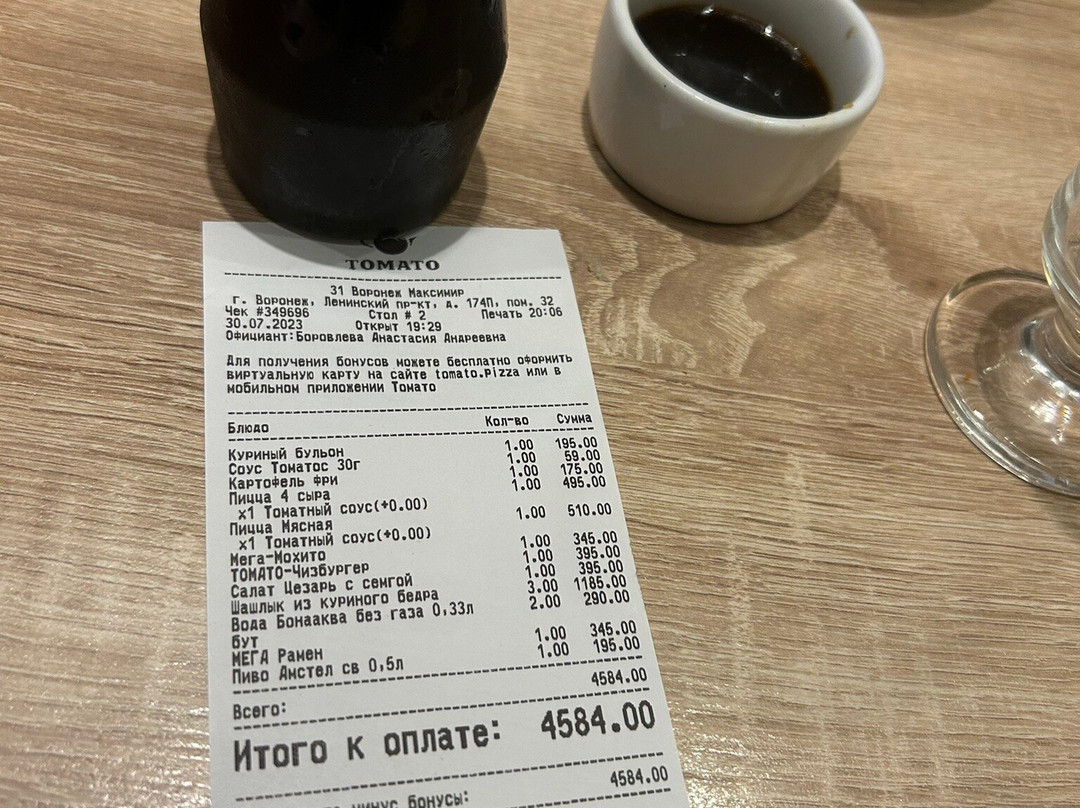 TOMATO
31 Воронеж Максимир
г. Воронеж, Ленинский пр-кт, д. 174П, пом. 32
Чек #349696 Стол # 2 Печать 20:06
30.07.2023 Открыт 19:29
Официант:Боровлева Анастасия Андреевна
Для получения бонусов можете бесплатно оформить
виртуальную карту на сайте tomato.pizza или в
мобильном приложении Томато
Блюдо Кол-во Сумма
Куриный бульон 1.00 195.00
Соус Томатос 30г 1.00 59.00
Картофель фри 1.00 175.00
Пицца 4 сыра 1.00 495.00
x1 Томатный соус(+0.00)
Пицца Мясная 1.00 510.00
x1 Томатный соус(+0.00)
Мега-Мохито 1.00 345.00
ТОМАТО-Чизбургер 1.00 395.00
Салат Цезарь с семгой 1.00 395.00
Шашлык из куриного бедра 3.00 1185.00
Вода Бонаква без газа 0,33л 2.00 290.00
бут
МЕГА Рамен 1.00 345.00
Пиво Амстел св 0,5л 1.00 195.00
Всего: 4584.00
Итого к оплате: 4584.00
минус бонусы: 4584.00